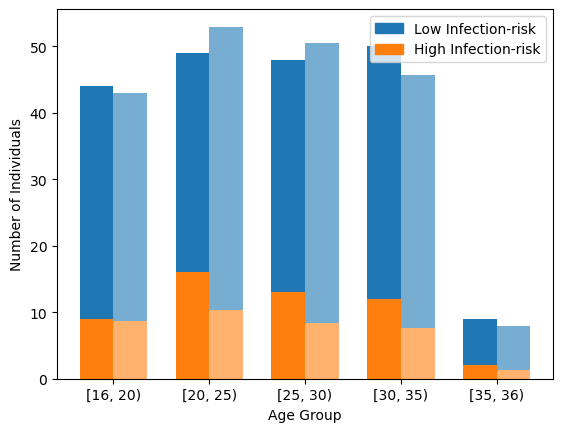 Low Infection-risk
High Infection-risk
50
40
30
20
10
0
Number of Individuals
[16, 20)
[20, 25)
[25, 30)
[30, 35)
[35, 36)
Age Group